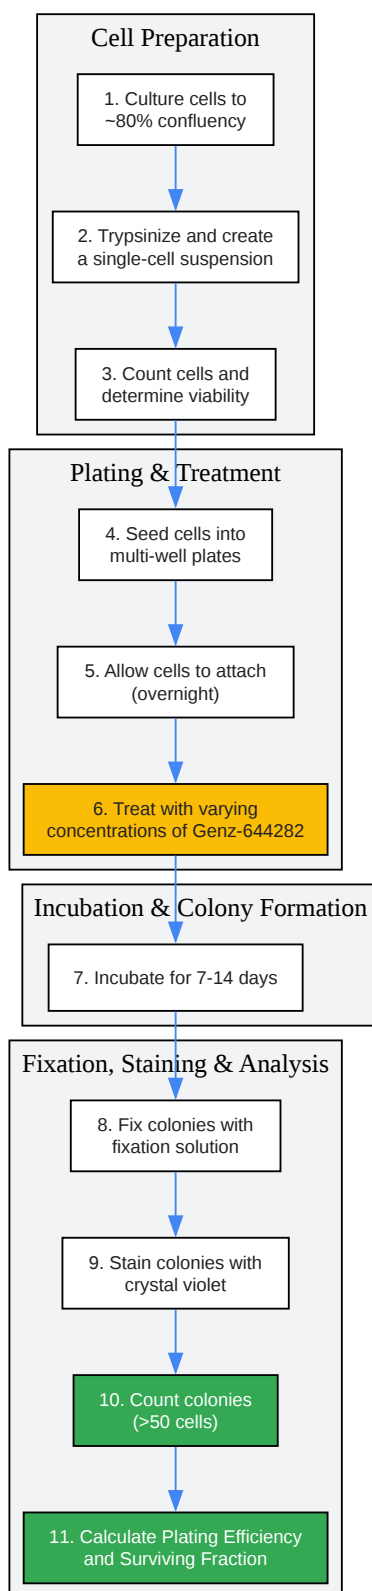 Cell Preparation
1. Culture cells to
~80% confluency
2. Trypsinize and create
a single-cell suspension
3. Count cells and
determine viability
Plating & Treatment
4. Seed cells into
multi-well plates
5. Allow cells to attach
(overnight)
6. Treat with varying
concentrations of Genz-644282
Incubation & Colony Formation
7. Incubate for 7-14 days
Fixation, Staining & Analysis
8. Fix colonies with
fixation solution
9. Stain colonies with
crystal violet
10. Count colonies
(>50 cells)
11. Calculate Plating Efficiency
and Surviving Fraction